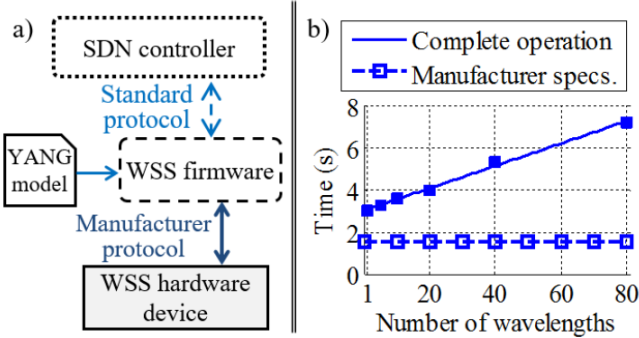 a)
SDN controller
Standard
protocol
YANG
model
WSS firmware
Manufacturer
protocol
WSS hardware
device
b)
Complete operation
Manufacturer specs.
Time (s)
8
6
4
2
0
1 20 40 60 80
Number of wavelengths